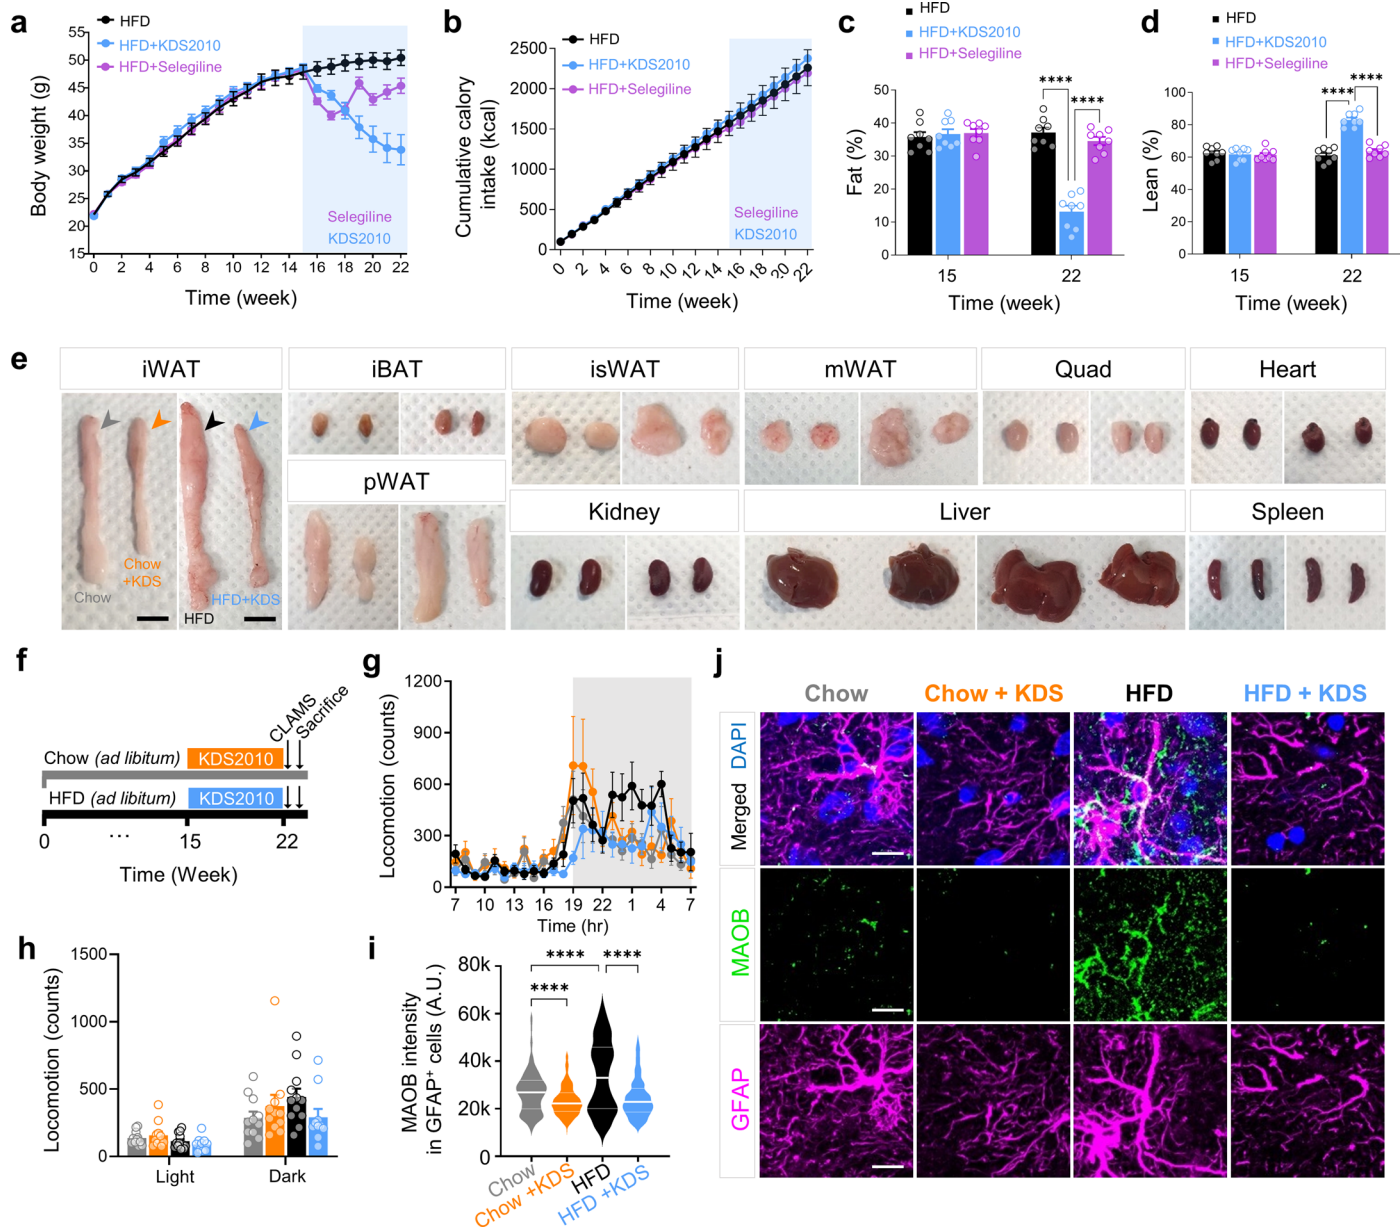 a
HFD
HFD+KDS2010
HFD+Selegiline
Body weight (g)
55
50
45
40
35
30
25
20
15
Selegiline
KDS2010
0 2 4 6 8 10 12 14 16 18 20 22
Time (week)
b
HFD
HFD+KDS2010
HFD+Selegiline
Cumulative calory
intake (kcal)
2500
2000
1500
1000
500
0
Selegiline
KDS2010
0 2 4 6 8 10 12 14 16 18 20 22
Time (week)
c
HFD
HFD+KDS2010
HFD+Selegiline
Fat (%)
50
40
30
20
10
0
****
****
15 22
Time (week)
d
HFD
HFD+KDS2010
HFD+Selegiline
Lean (%)
100
80
60
40
20
0
****
****
15 22
Time (week)
e
iWAT
iBAT
isWAT
mWAT
Quad
Heart
pWAT
Kidney
Liver
Spleen
Chow
Chow
+KDS
HFD
HFD+KDS
f
CLAMS
Sacrifice
Chow (ad libitum)
KDS2010
HFD (ad libitum)
KDS2010
0 ... 15 22
Time (Week)
g
Locomotion (counts)
1200
900
600
300
0
7 10 13 16 19 22 1 4 7
Time (hr)
h
Locomotion (counts)
1500
1000
500
0
Light Dark
i
MAOB intensity
in GFAP+ cells (A.U.)
80k
60k
40k
20k
0
**** ****
****
Chow
Chow +KDS
HFD
HFD +KDS
j
Chow
Chow + KDS
HFD
HFD + KDS
Merged DAPI
MAOB
GFAP